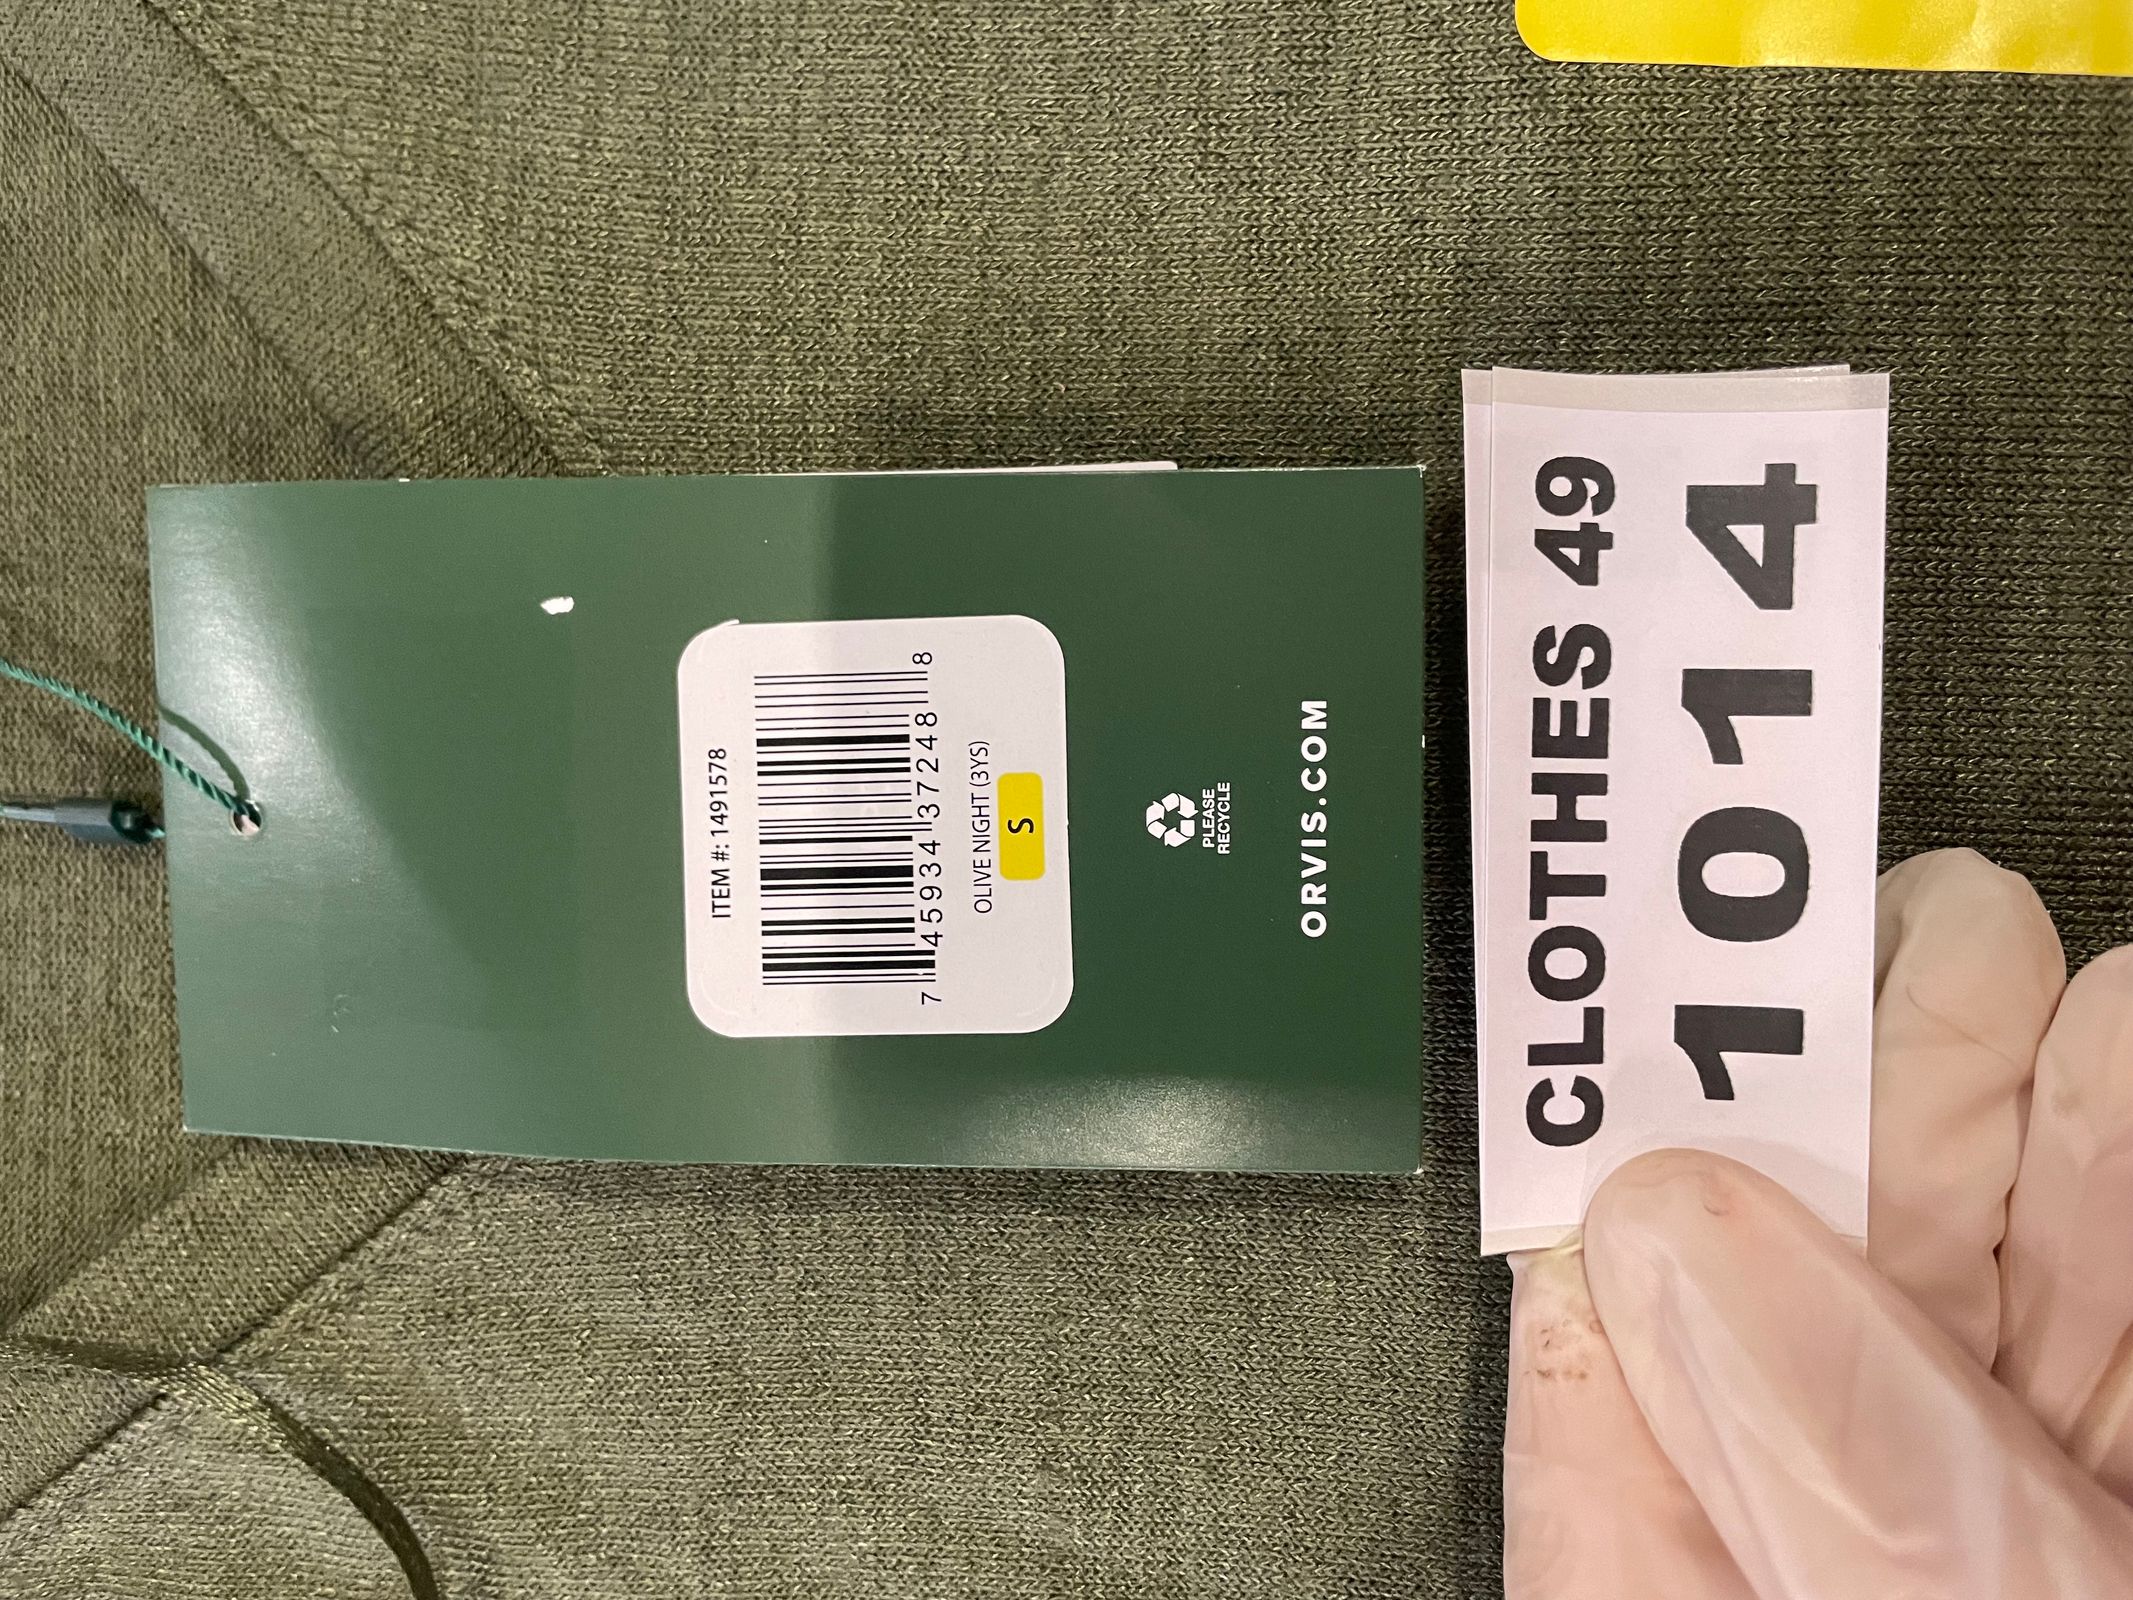 ITEM #: 1491578
7 45934 37248 8
OLIVE NIGHT (3YS)
S
PLEASE
RECYCLE
ORVIS.COM
CLOTHES 49
1014